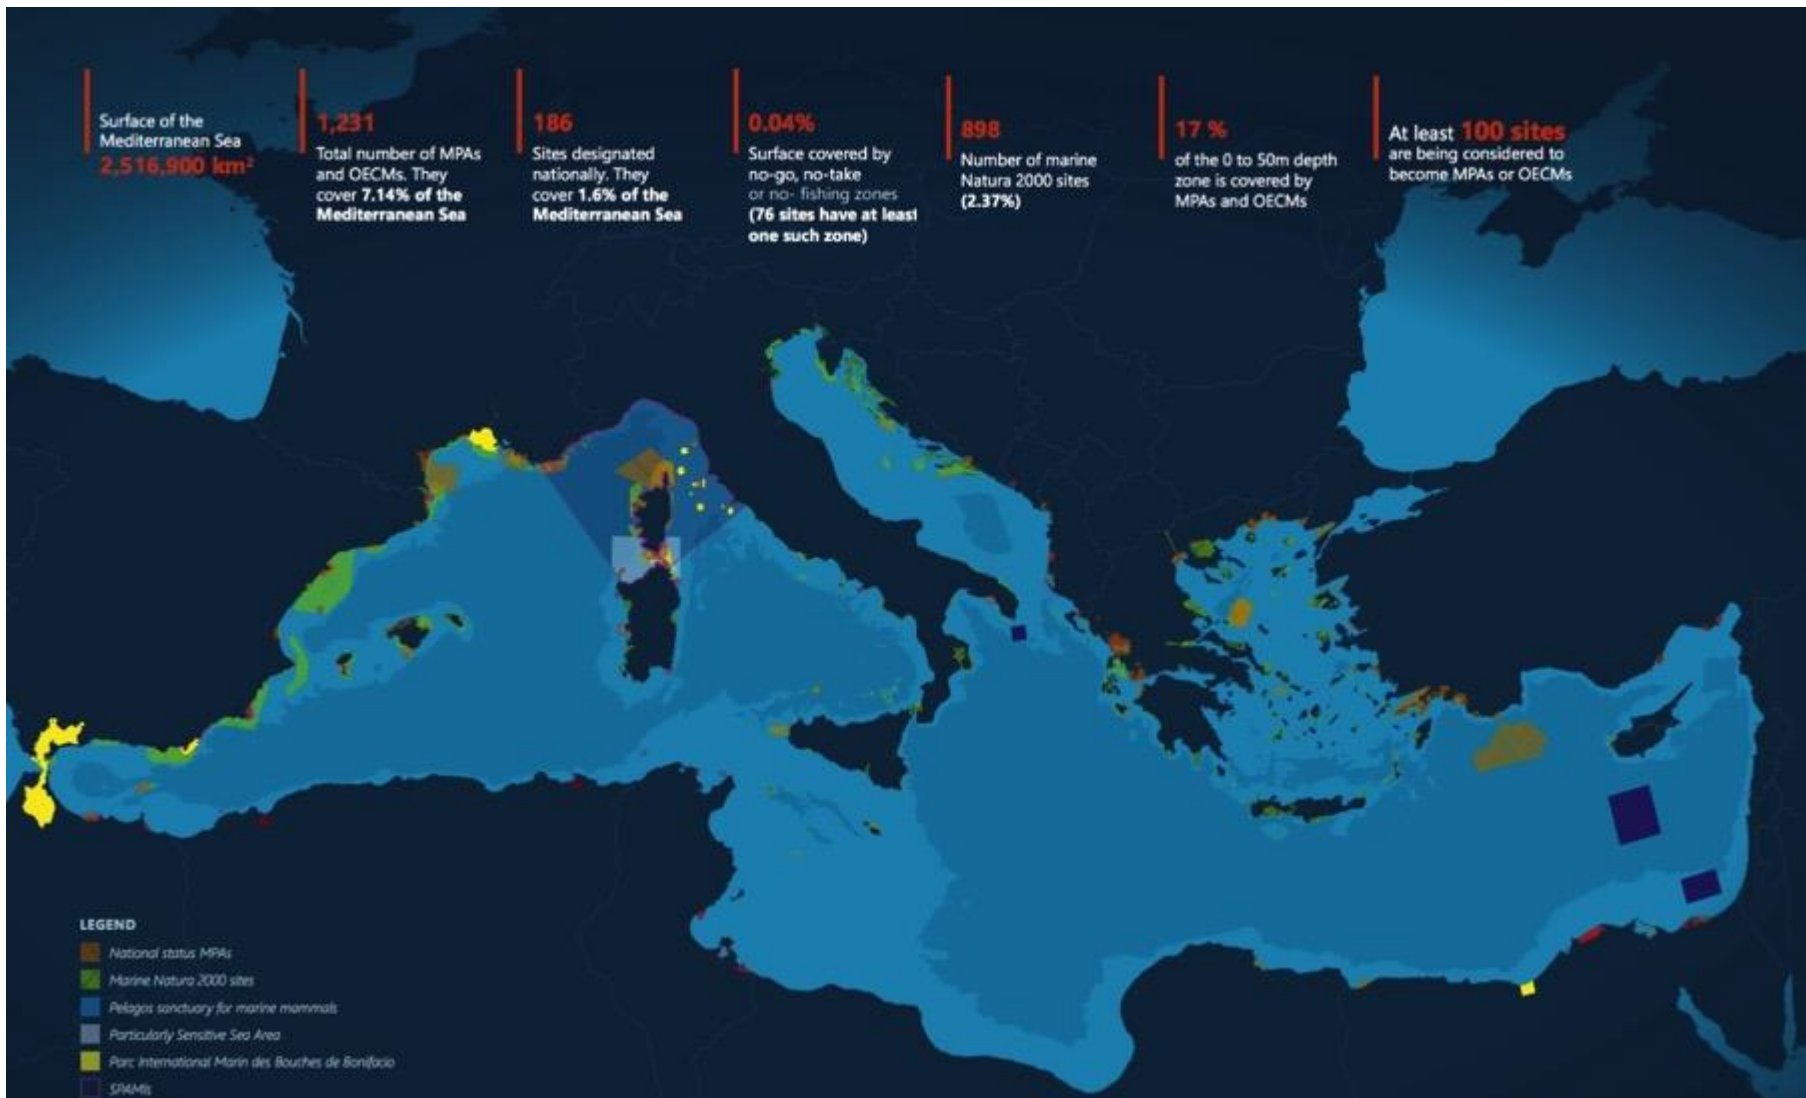 Surface of the
Mediterranean Sea
2,516,900 km²
1,231
Total number of MPAs
and OECMs. They
cover 7.14% of the
Mediterranean Sea
186
Sites designated
nationally. They
cover 1.6% of the
Mediterranean Sea
0.04%
Surface covered by
no-go, no-take
or no- fishing zones
(76 sites have at least
one such zone)
898
Number of marine
Natura 2000 sites
(2.37%)
17 %
of the 0 to 50m depth
zone is covered by
MPAs and OECMs
At least 100 sites
are being considered to
become MPAs or OECMs
LEGEND
National status MPAs
Marine Natura 2000 sites
Pelagos sanctuary for marine mammals
Particularly Sensitive Sea Area
Parc International Marin des Bouches de Bonifacio
SPAMIs